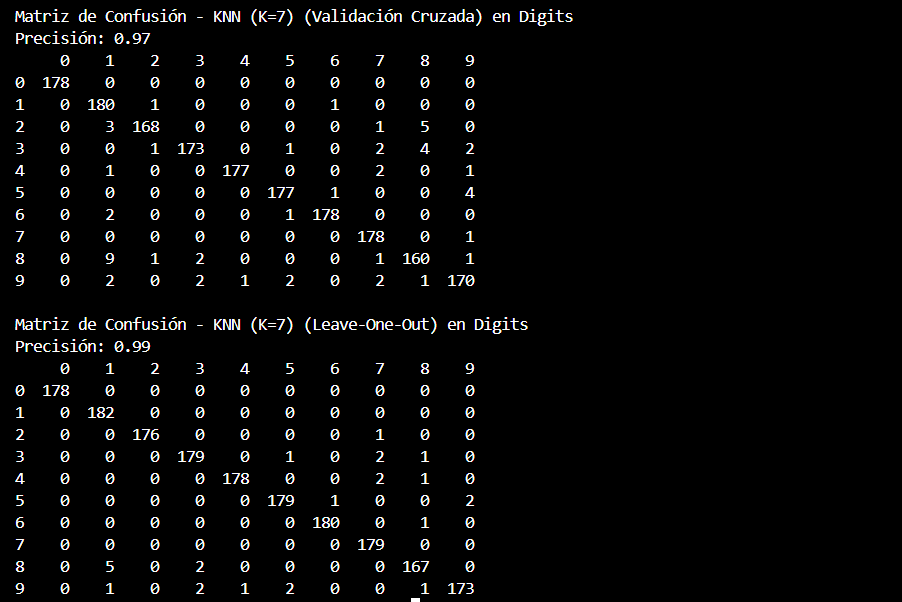 Matriz de Confusión - KNN (K=7) (Validación Cruzada) en Digits
Precisión: 0.97
0 1 2 3 4 5 6 7 8 9
0 178 0 0 0 0 0 0 0 0 0
1 0 180 1 0 0 0 1 0 0 0
2 0 3 168 0 0 0 0 1 5 0
3 0 0 1 173 0 1 0 2 4 2
4 0 1 0 0 177 0 0 2 0 1
5 0 0 0 0 0 177 1 0 0 4
6 0 2 0 0 0 1 178 0 0 0
7 0 0 0 0 0 0 0 178 0 1
8 0 9 1 2 0 0 0 1 160 1
9 0 2 0 2 1 2 0 2 1 170
Matriz de Confusión - KNN (K=7) (Leave-One-Out) en Digits
Precisión: 0.99
0 1 2 3 4 5 6 7 8 9
0 178 0 0 0 0 0 0 0 0 0
1 0 182 0 0 0 0 0 0 0 0
2 0 0 176 0 0 0 0 1 0 0
3 0 0 0 179 0 1 0 2 1 0
4 0 0 0 0 178 0 0 2 1 0
5 0 0 0 0 0 179 1 0 0 2
6 0 0 0 0 0 0 180 0 1 0
7 0 0 0 0 0 0 0 179 0 0
8 0 5 0 2 0 0 0 0 167 0
9 0 1 0 2 1 2 0 0 1 173